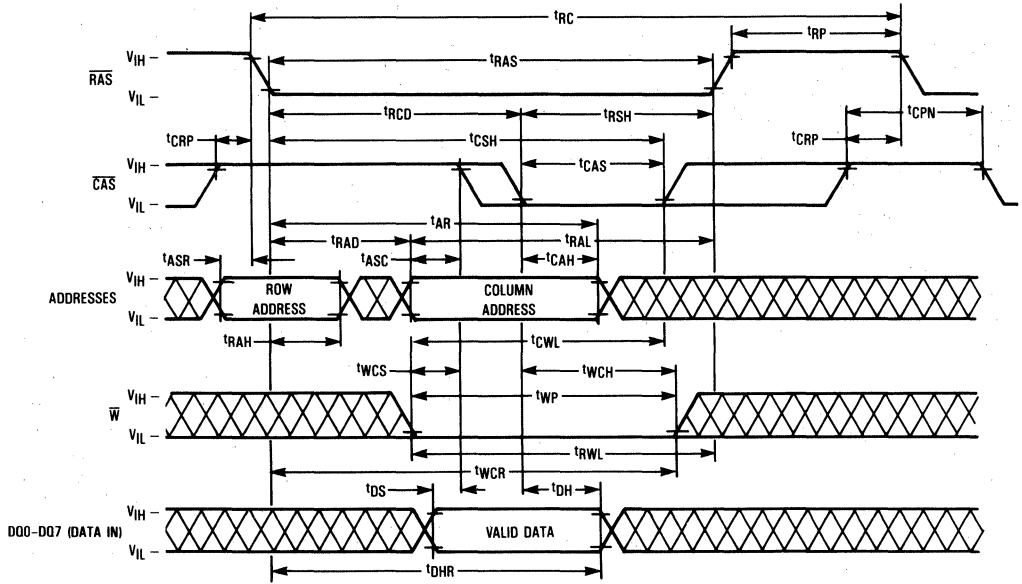 tRC
tRP
VIH
RAS
VIL
tRAS
tRCD
tRSH
tCPN
tCRP
tCSH
tCRP
VIH
CAS
VIL
tCAS
tAR
tRAD
tRAL
tASR
tASC
tCAH
VIH
ADDRESSES
VIL
ROW
ADDRESS
COLUMN
ADDRESS
tRAH
tCWL
tWCS
tWCH
VIH
W
VIL
tWP
tRWL
tWCR
tDS
tDH
VIH
DQ0-DQ7 (DATA IN)
VIL
VALID DATA
tDHR